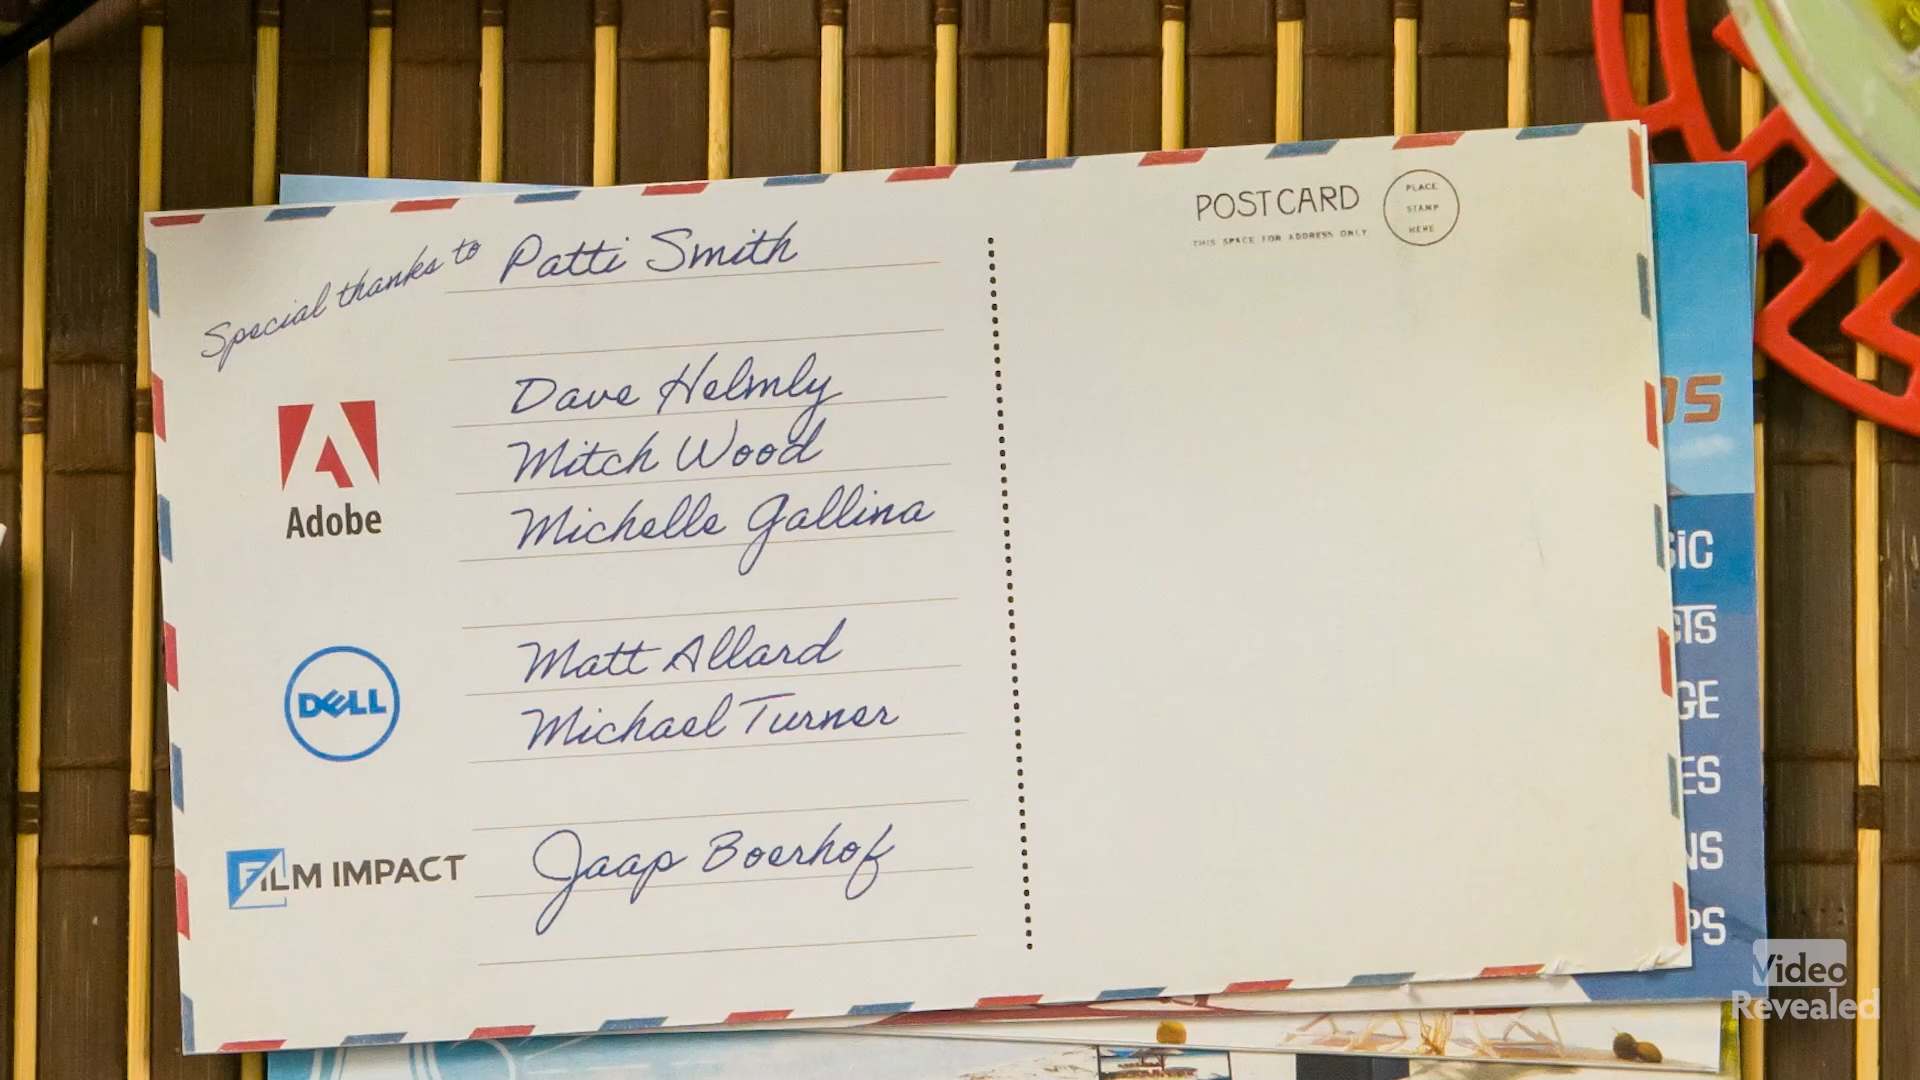 Special thanks to Patti Smith
Adobe
Dave Helmly
Mitch Wood
Michelle Gallina
DELL
Matt Allard
Michael Turner
FILM IMPACT
Jaap Boerhof
POSTCARD
THIS SPACE FOR ADDRESS ONLY
PLACE
STAMP
HERE
Video
Revealed